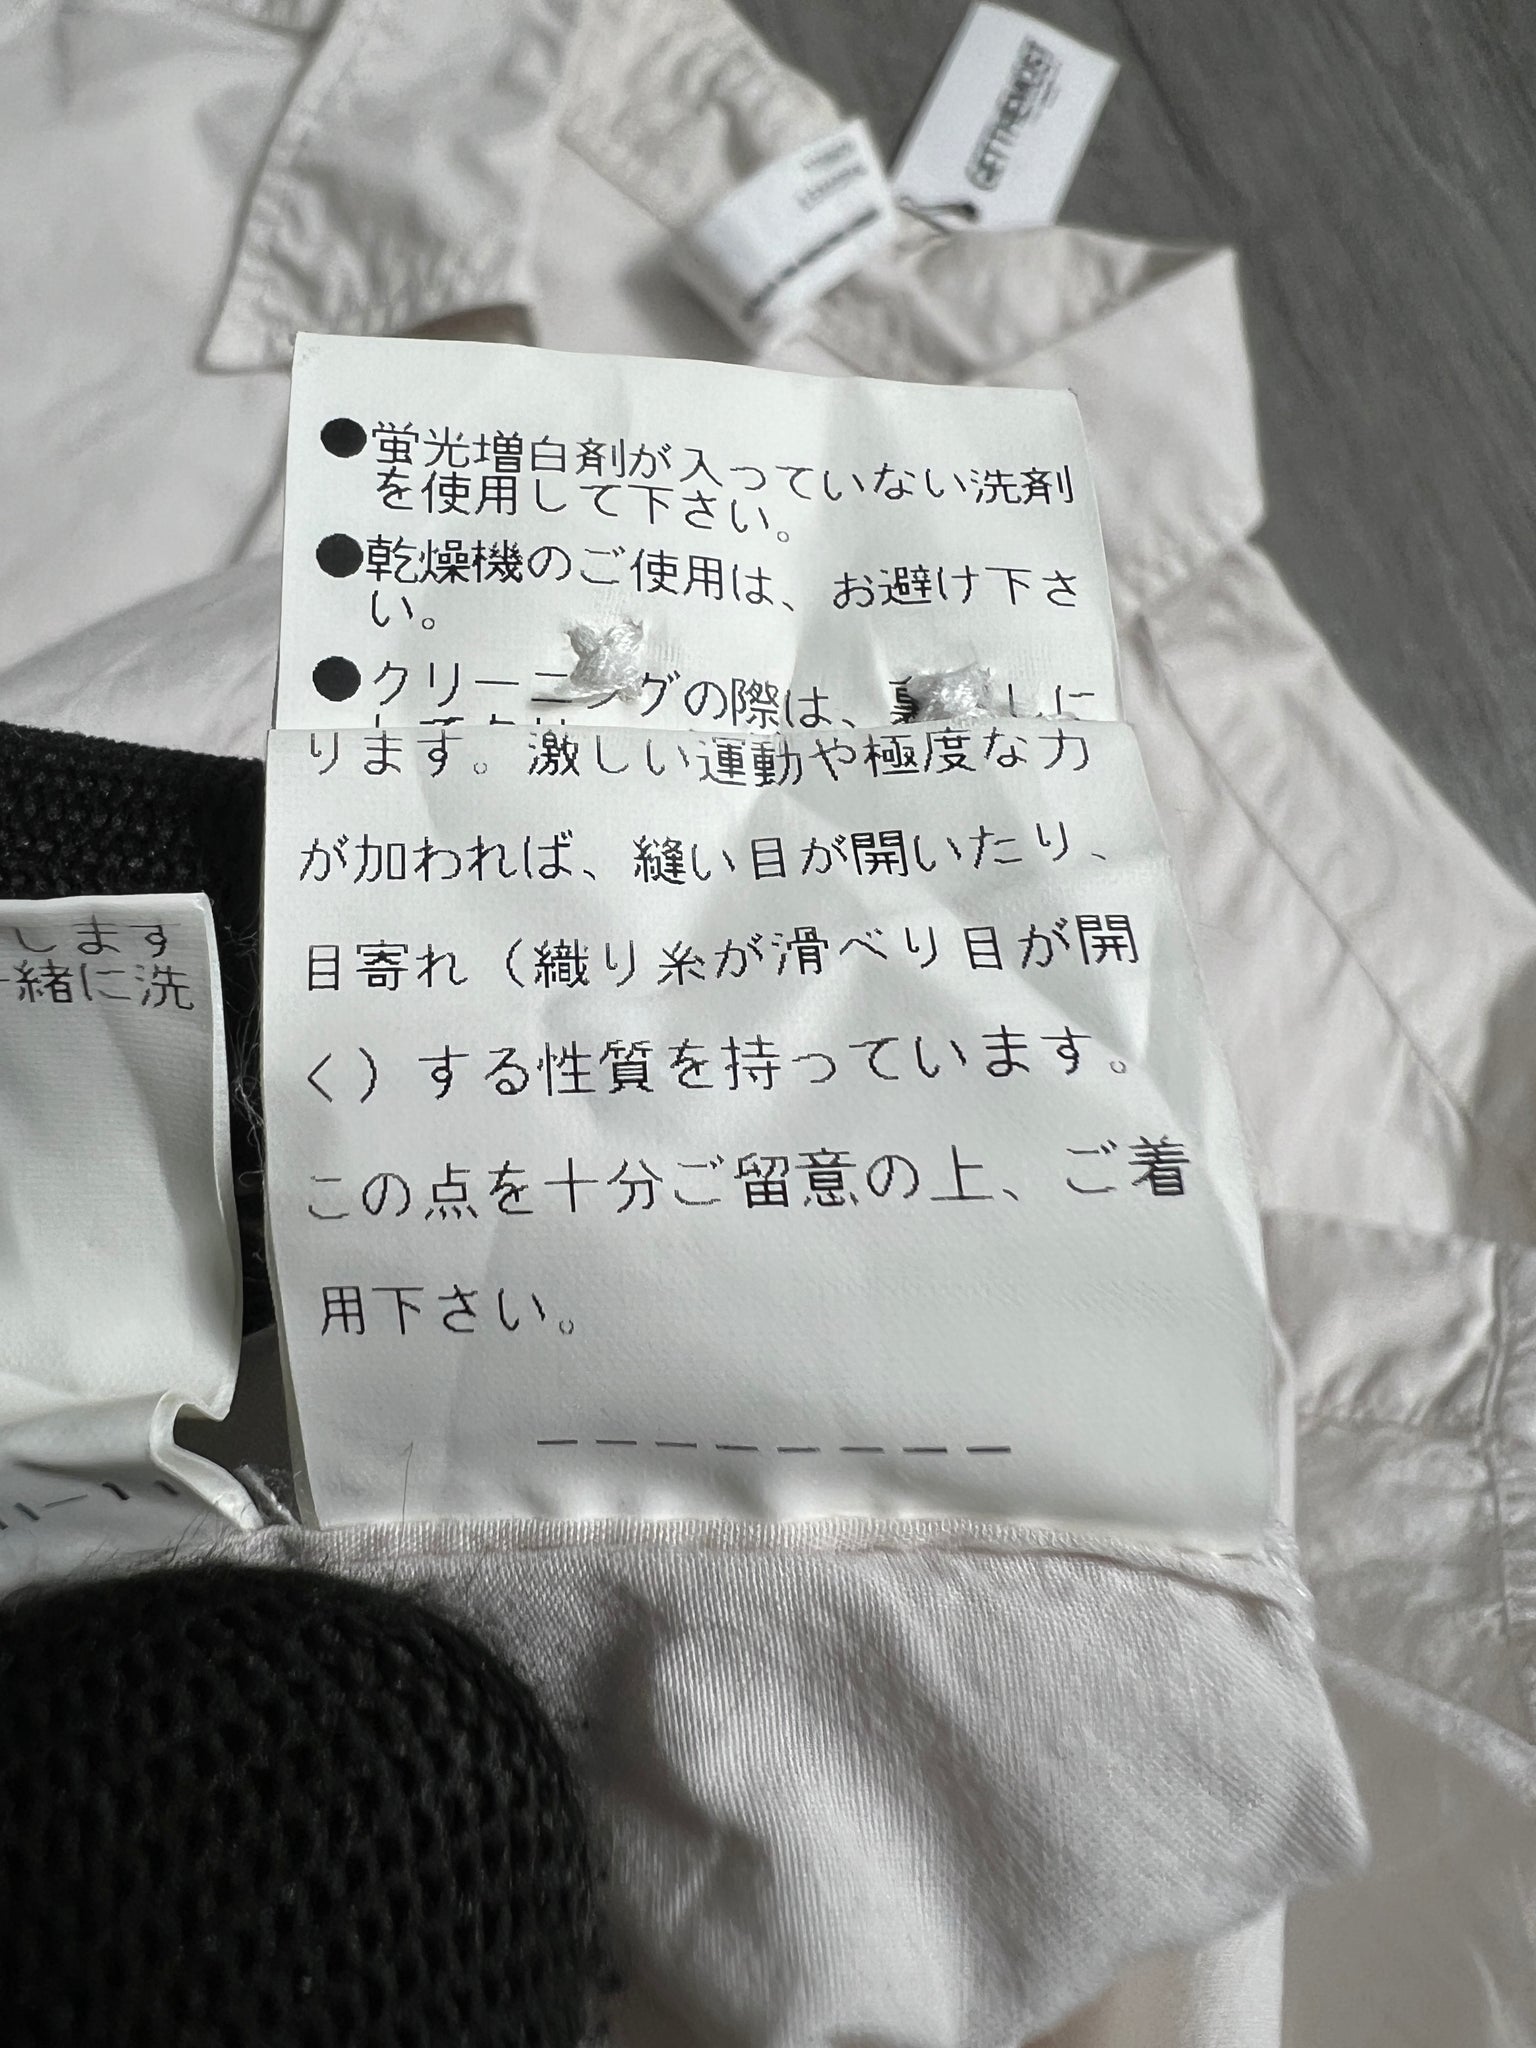 GETTHEMOST
●蛍光増白剤が入っていない洗剤
を使用して下さい。
●乾燥機のご使用は、お避け下さ
い。
●クリーニングの際は、裏 しに
ります。激しい運動や極度な力
が加われば、縫い目が開いたり、
目寄れ(織り糸が滑べり目が開
く)する性質を持っています。
この点を十分ご留意の上、ご着
用下さい。
--------
します
緒に洗